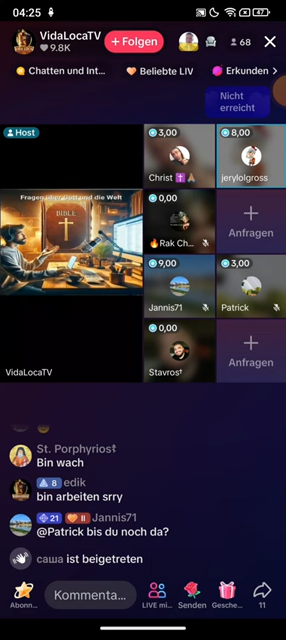 04:25
47
VidaLocaTV
9.8K
+ Folgen
68
Chatten und Int...
Beliebte LIV
Erkunden
Nicht
erreicht
Host
3,00
8,00
Christ
jerylolgross
Fragen über Gott und die Welt
BIBLE
0,00
Rak Ch...
Anfragen
9,00
3,00
Jannis71
Patrick
0,00
VidaLocaTV
Stavros†
Anfragen
St. Porphyrios☦
Bin wach
8 edik
bin arbeiten srry
21 II Jannis71
@Patrick bis du noch da?
саша ist beigetreten
Kommenta...
Abonn...
LIVE mi...
Senden
Gesche...
11